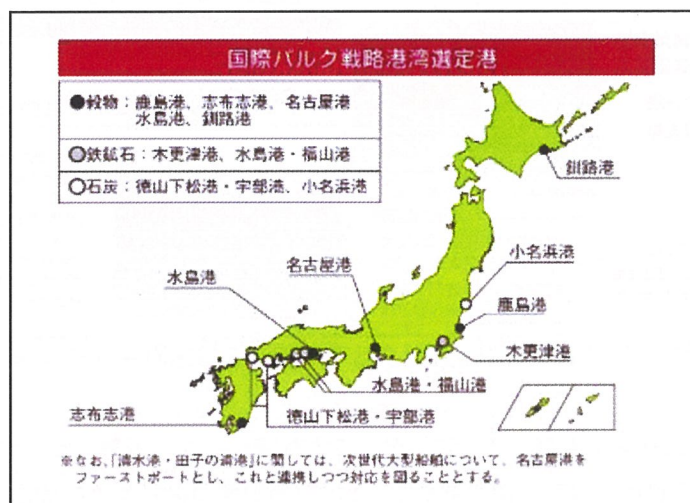 国際バルク戦略港湾選定港
●穀物：鹿島港、志布志港、名古屋港
水島港、釧路港
◎鉄鉱石：木更津港、水島港・福山港
○石炭：徳山下松港・宇部港、小名浜港
釧路港
小名浜港
名古屋港
水島港
鹿島港
木更津港
水島港・福山港
志布志港
徳山下松港・宇部港
※なお、「清水港・田子の浦港」に関しては、次世代大型船舶について、名古屋港を
ファーストポートとし、これと連携しつつ対応を図ることとする。